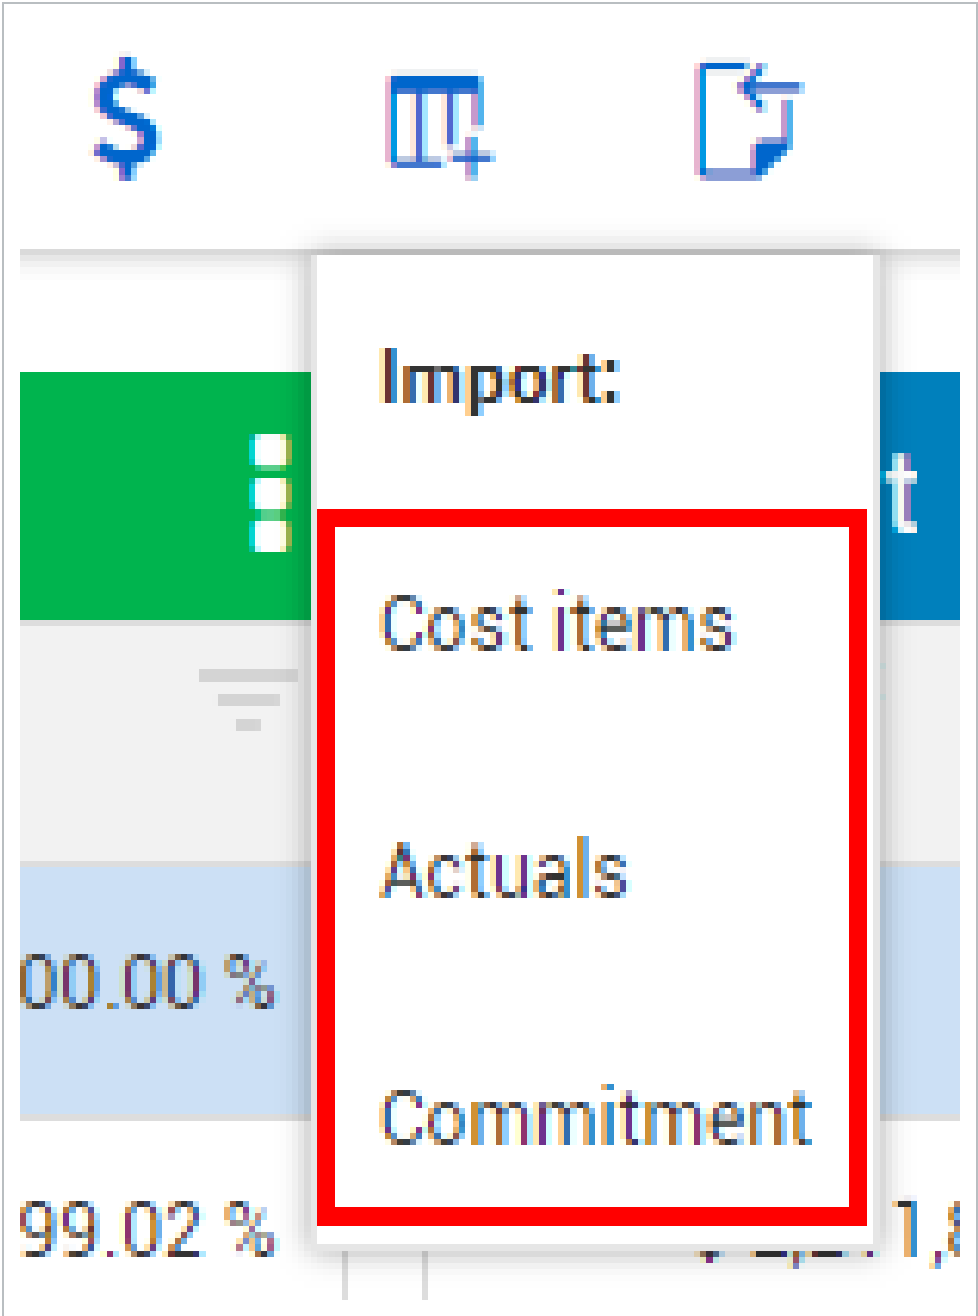 $
Import:
t
Cost items
Actuals
00.00 %
Commitment
99.02 %